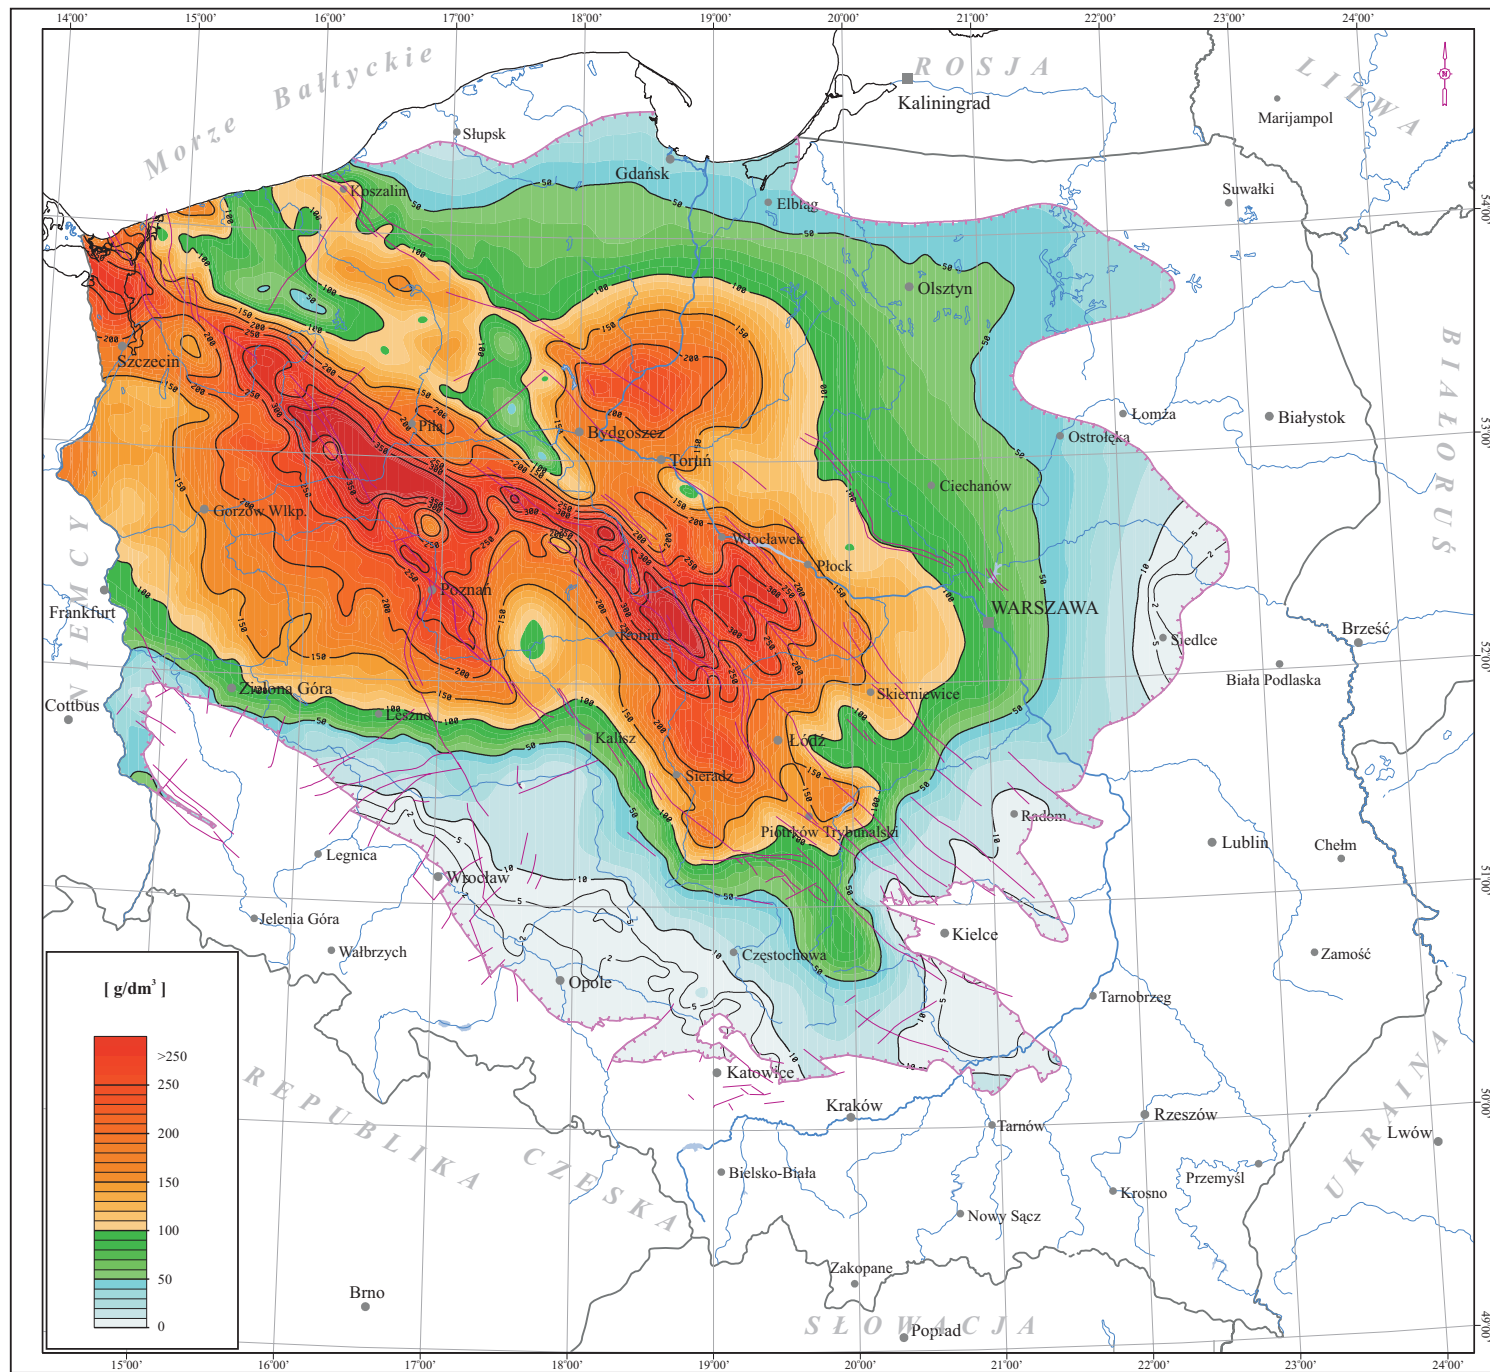 14°00' 15°00' 16°00' 17°00' 18°00' 19°00' 20°00' 21°00' 22°00' 23°00' 24°00'
Morze Bałtyckie
ROSJA
LITWA
N
Kaliningrad
Marijampol
Słupsk
Gdańsk
Suwałki
Koszalin
Elbląg
54°00'
Olsztyn
BIAŁORUŚ
Szczecin
Piła
Bydgoszcz
Łomża
Białystok
Ostrołęka
53°00'
Toruń
Ciechanów
Gorzów Wlkp.
NIEMCY
Włocławek
Płock
Poznań
Frankfurt
WARSZAWA
Konin
Siedlce
Brześć
52°00'
Biała Podlaska
Zielona Góra
Skierniewice
Cottbus
Leszno
Kalisz
Łódź
Sieradz
Radom
Piotrków Trybunalski
Lublin
Chełm
Legnica
Wrocław
51°00'
Jelenia Góra
Kielce
Wałbrzych
Częstochowa
Zamość
Opole
Tarnobrzeg
[ g/dm³ ]
>250
250
200
150
100
50
0
REPUBLIKA CZESKA
Katowice
Kraków
Tarnów
Rzeszów
50°00'
Lwów
UKRAINA
Bielsko-Biała
Przemyśl
Krosno
Nowy Sącz
Zakopane
Brno
SŁOWACJA
Poprad
49°00'
15°00' 16°00' 17°00' 18°00' 19°00' 20°00' 21°00' 22°00' 23°00' 24°00'